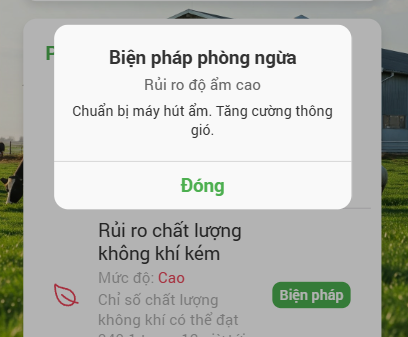 P
Biện pháp phòng ngừa
Rủi ro độ ẩm cao
Chuẩn bị máy hút ẩm. Tăng cường thông
gió.
Đóng
Rủi ro chất lượng
không khí kém
Mức độ: Cao
Chỉ số chất lượng
không khí có thể đạt
Biện pháp